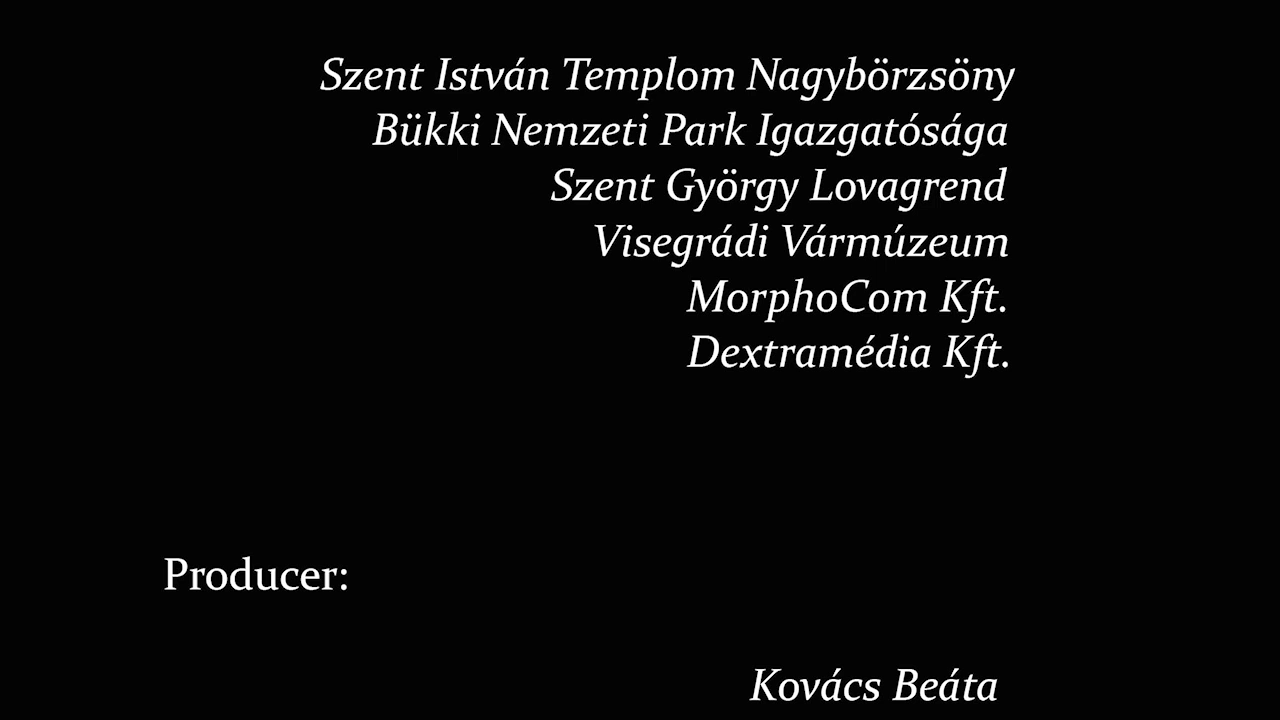 Szent István Templom Nagybörzsöny
Bükki Nemzeti Park Igazgatósága
Szent György Lovagrend
Visegrádi Vármúzeum
MorphoCom Kft.
Dextramédia Kft.
Producer:
Kovács Beáta